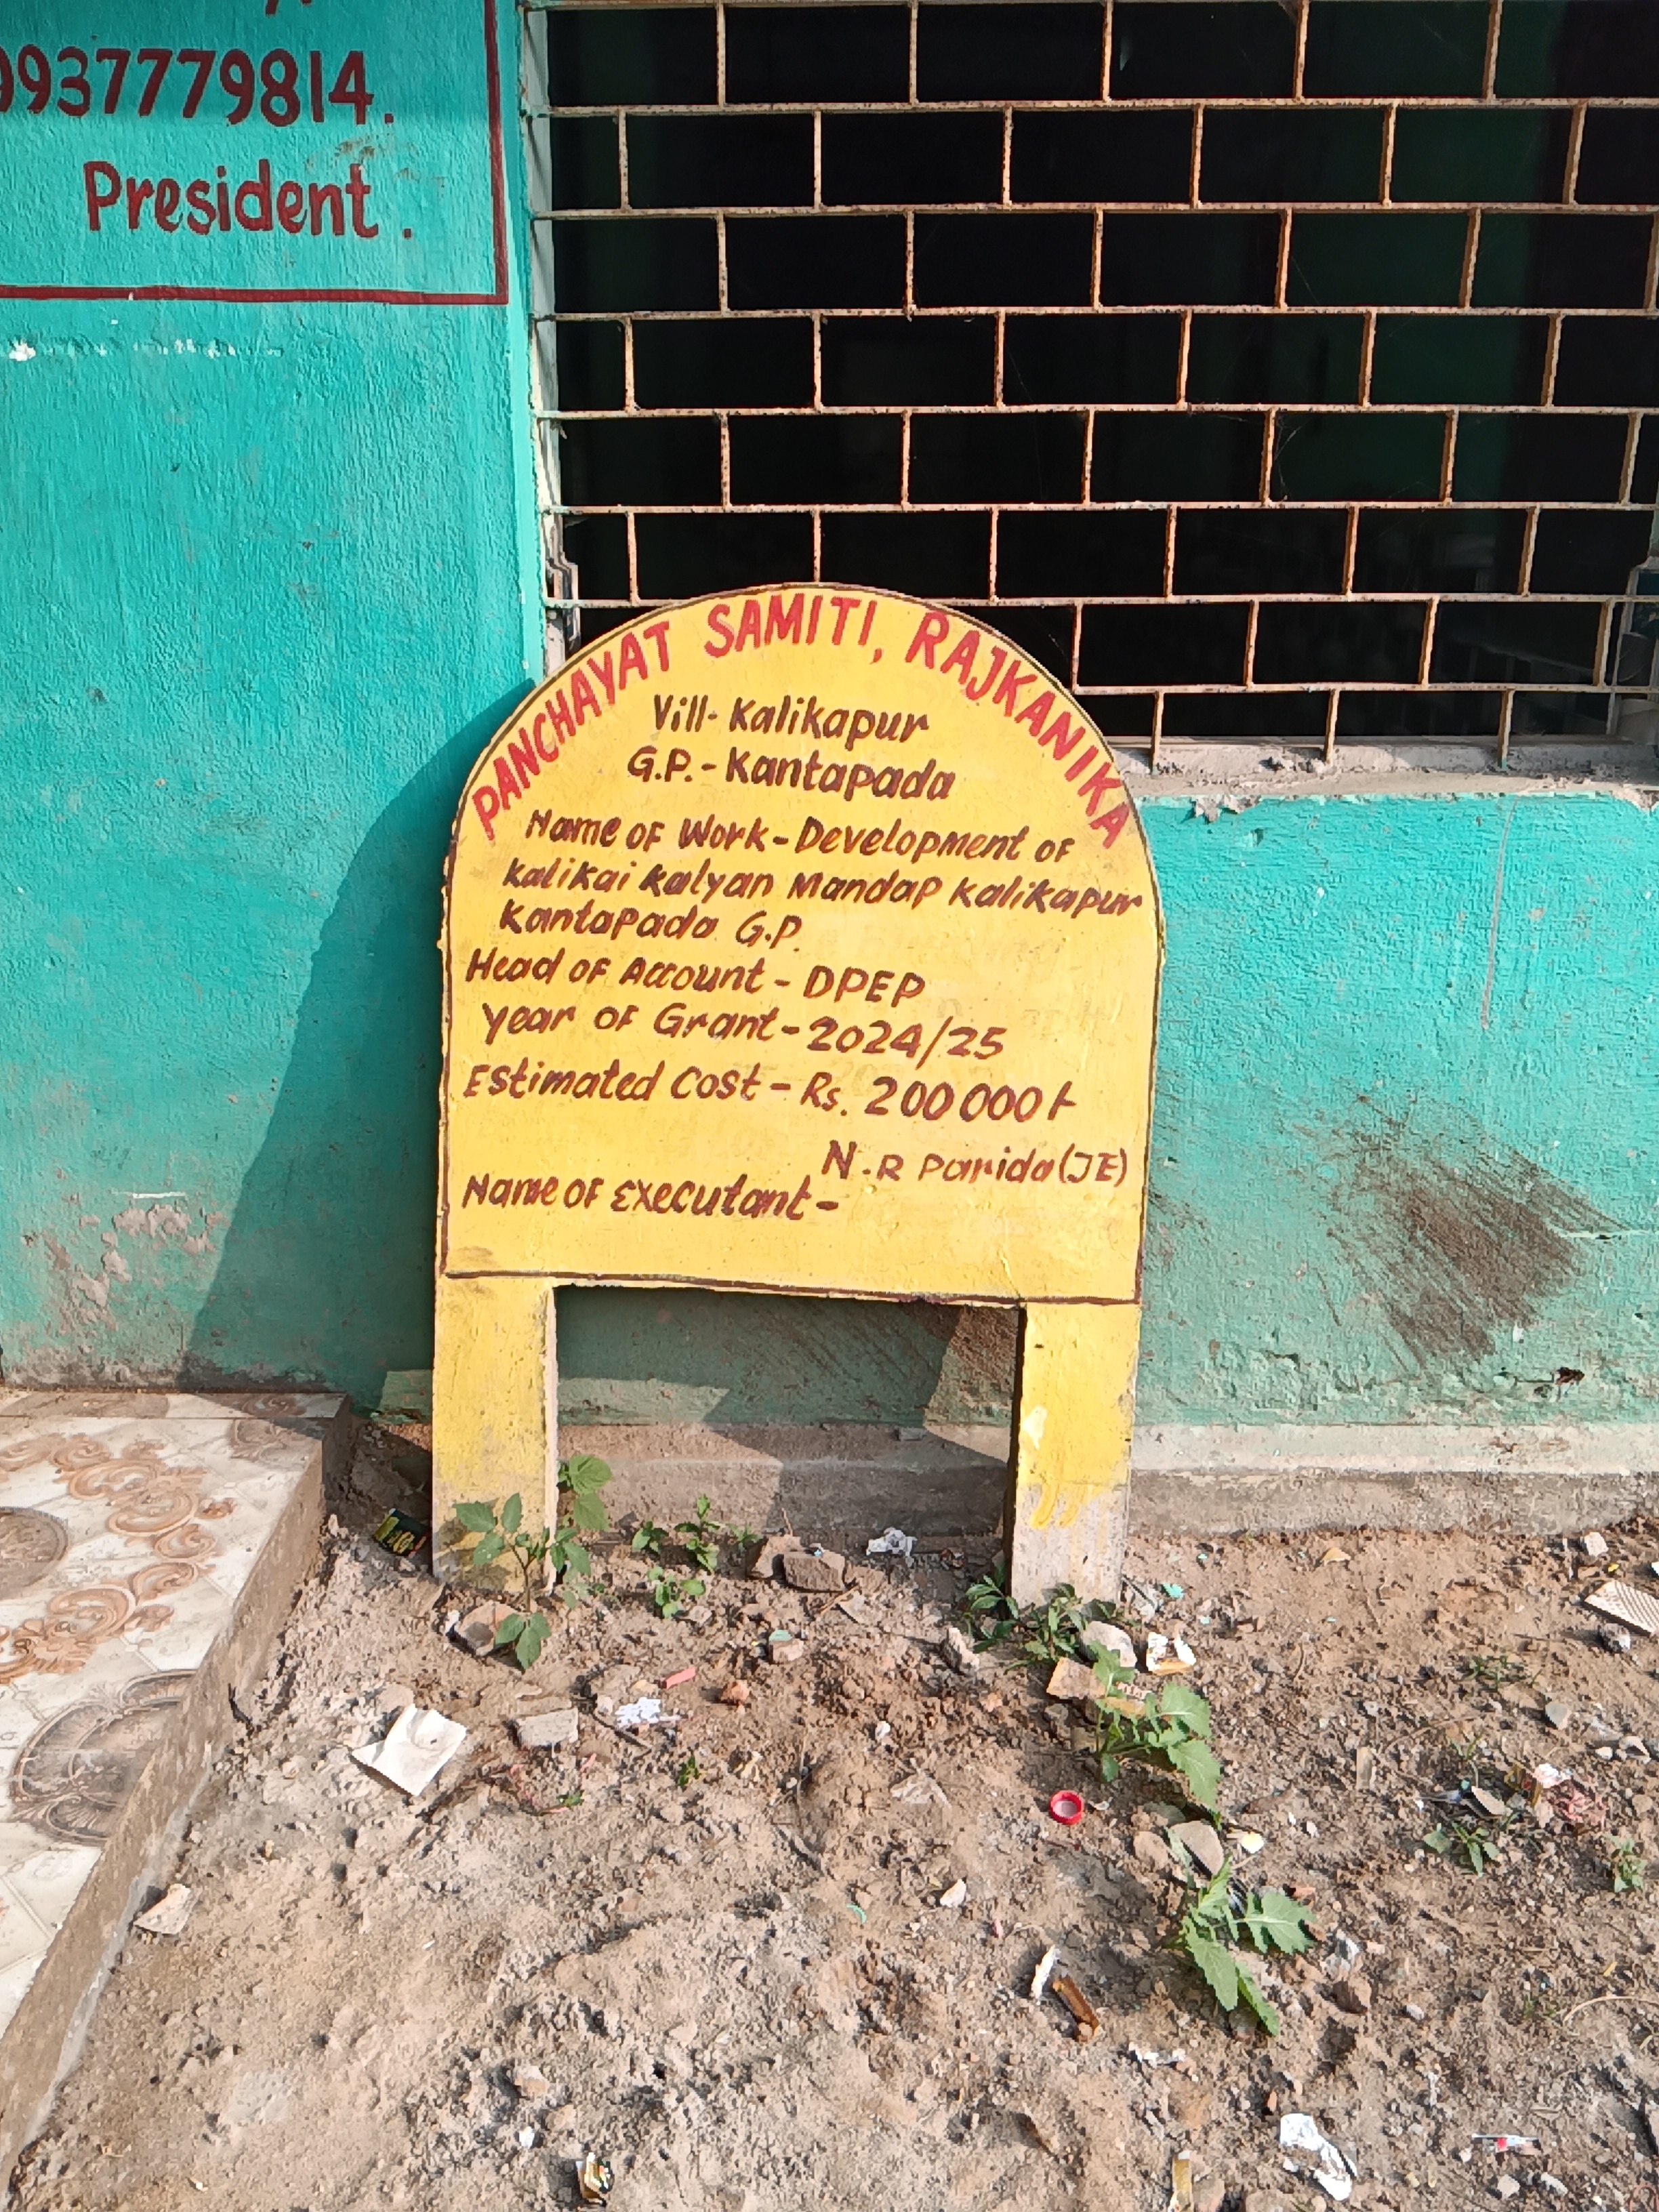 9937779814.
President.
PANCHAYAT SAMITI, RAJKANIKA
Vill- Kalikapur
G.P.- Kantapada
Name of Work - Development of
Kalikai Kalyan Mandap Kalikapur
Kantapada G.P.
Head of Account - DPEP
Year of Grant - 2024/25
Estimated Cost - Rs. 200000/-
N.R Parida (JE)
Name of Executant -